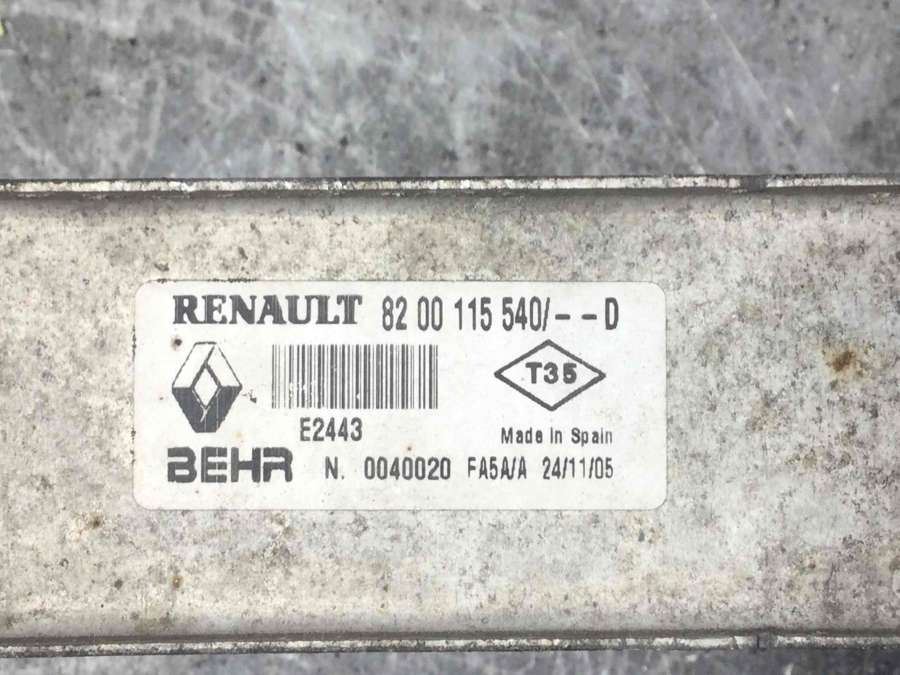 RENAULT 82 00 115 540/--D
T35
E2443
Made in Spain
BEHR N. 0040020 FA5A/A 24/11/05